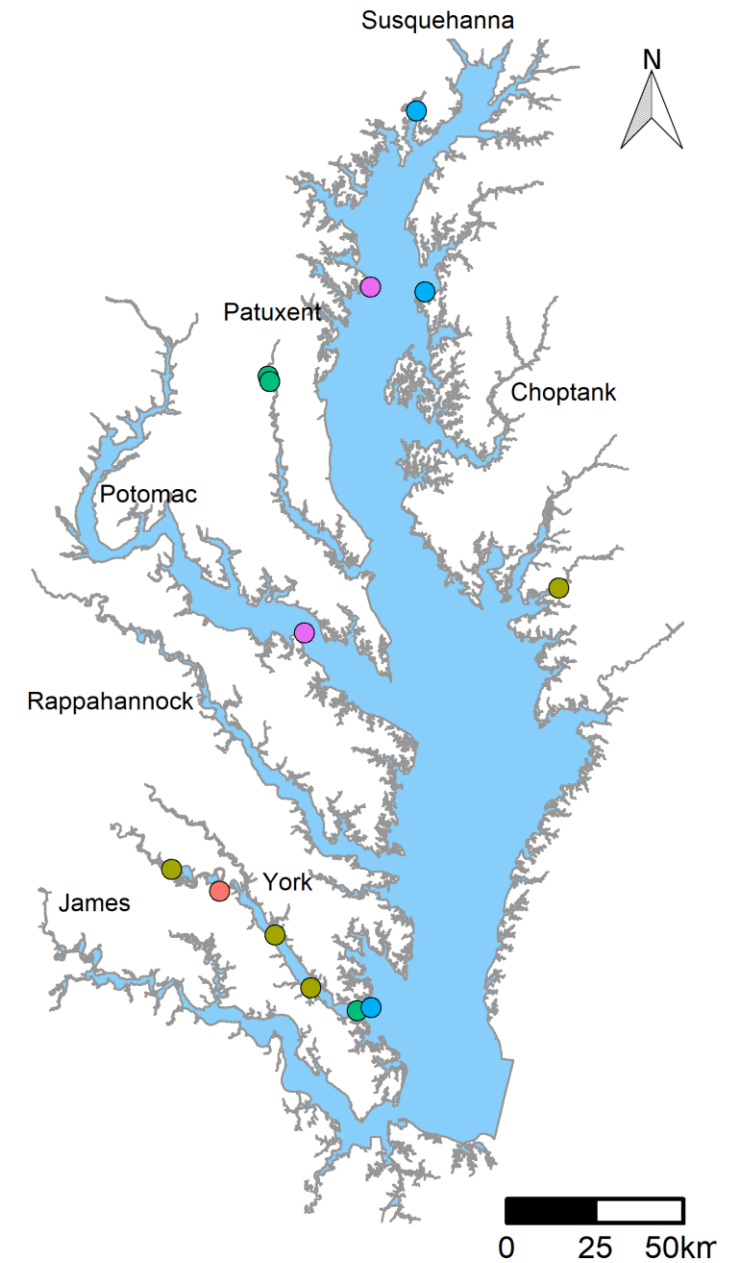 Susquehanna
N
Patuxent
Choptank
Potomac
Rappahannock
York
James
0 25 50km